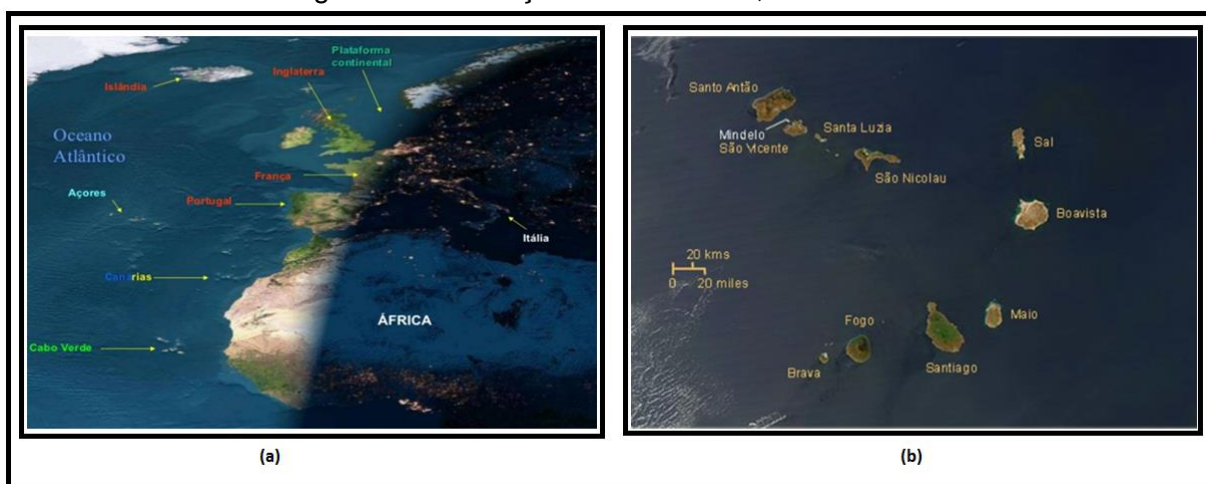 Plataforma
continental
Inglaterra
Islândia
Oceano
Atlântico
França
Açores
Portugal
Itália
Canárias
ÁFRICA
Cabo Verde
(a)
Santo Antão
Mindelo
São Vicente
Santa Luzia
São Nicolau
Sal
Boavista
20 kms
0 - 20 miles
Fogo
Maio
Brava
Santiago
(b)